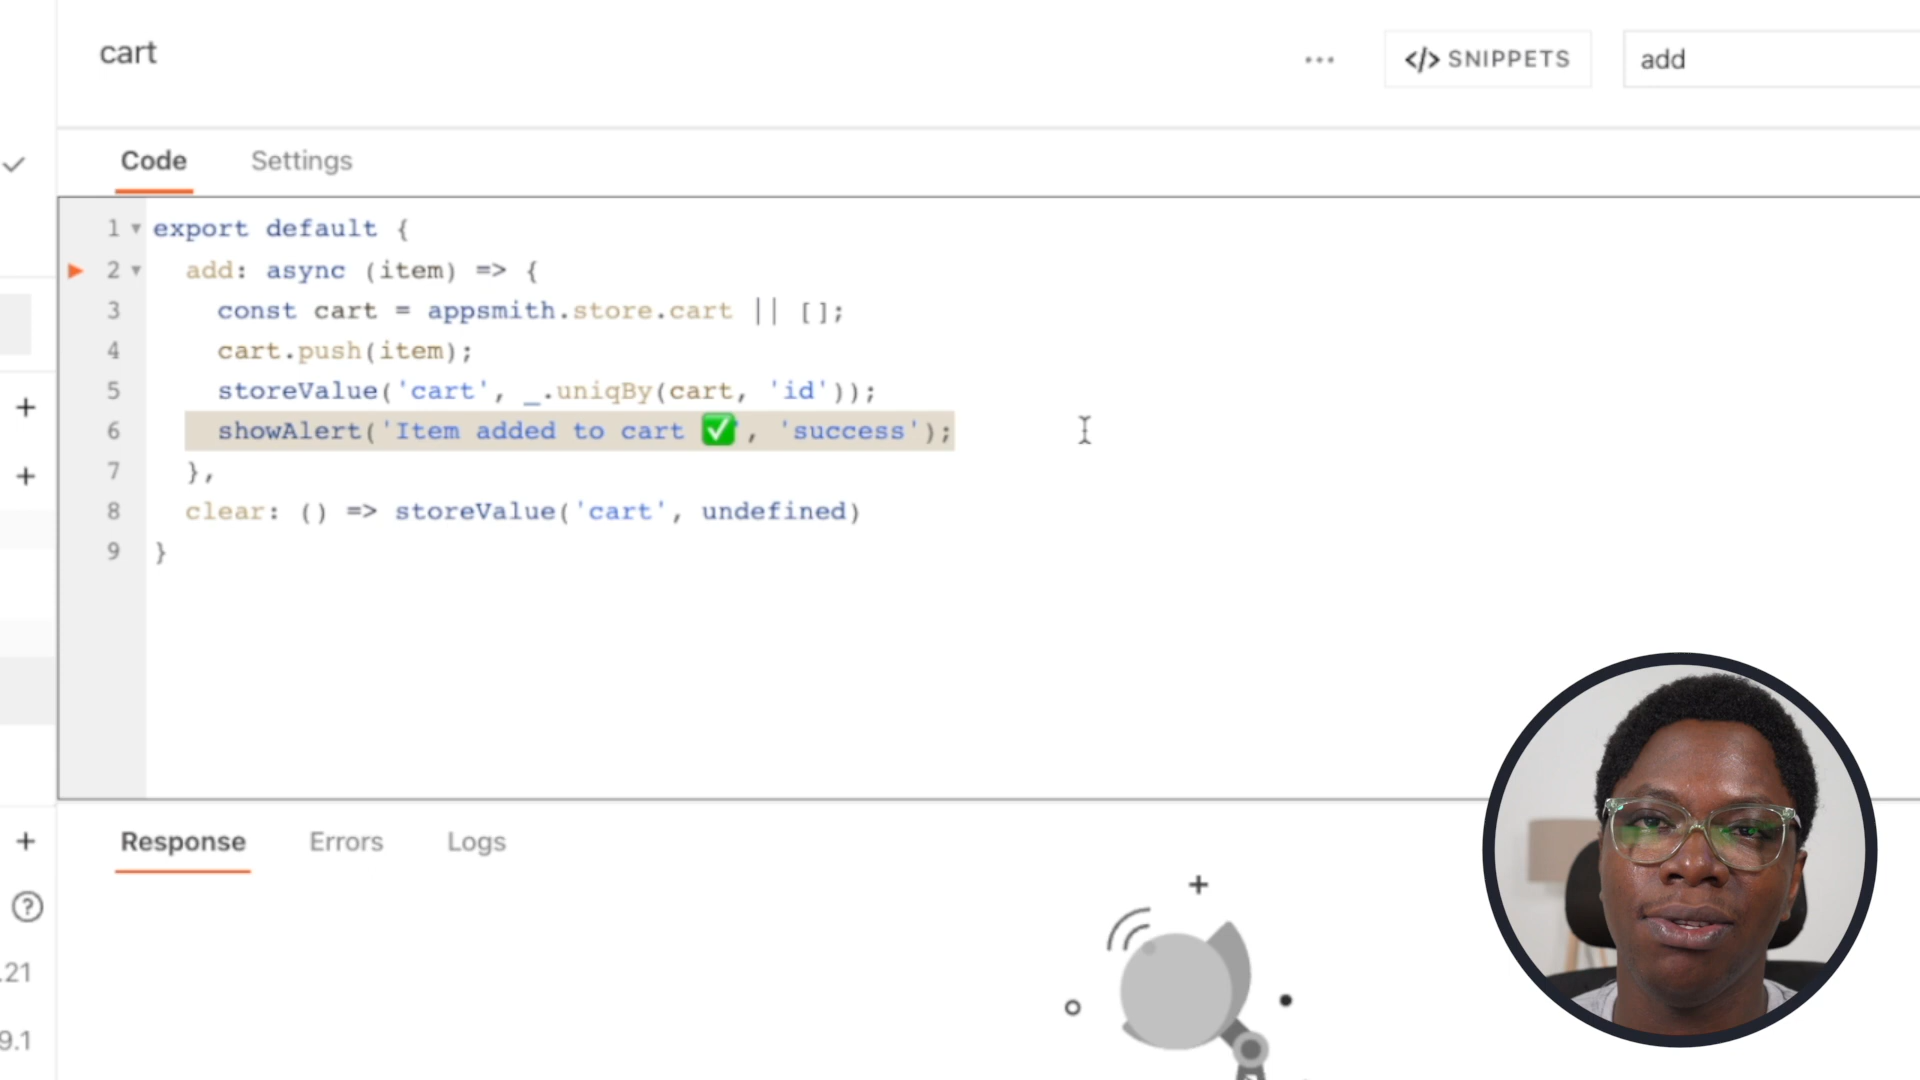 cart
... </> SNIPPETS add
Code Settings
1 export default {
2 add: async (item) => {
3 const cart = appsmith.store.cart || [];
4 cart.push(item);
5 storeValue('cart', _.uniqBy(cart, 'id'));
6 showAlert('Item added to cart ✅', 'success');
7 },
8 clear: () => storeValue('cart', undefined)
9 }
Response Errors Logs
.21
9.1